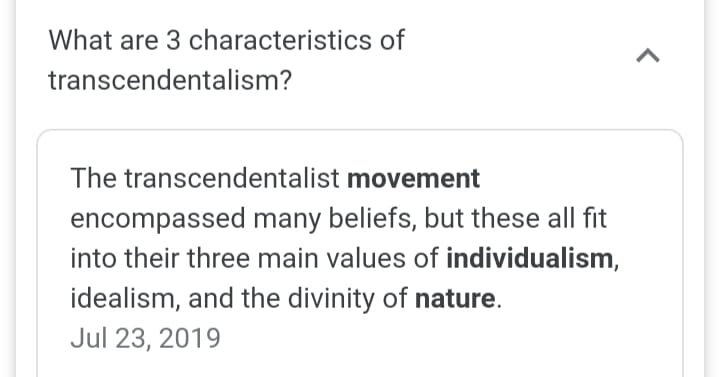 What are 3 characteristics of
transcendentalism?
The transcendentalist movement
encompassed many beliefs, but these all fit
into their three main values of individualism,
idealism, and the divinity of nature.
Jul 23, 2019